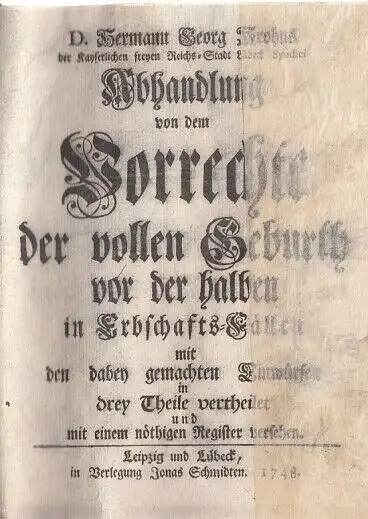 D. Hermann Georg Krohns
der Kayserlichen freyen Reichs-Stadt Lübeck Syndici
Abhandlung
von dem
Vorrechte
der vollen Geburth
vor der halben
in Erbschafts-Fällen
mit
den dabey gemachten Einwürfen
in
drey Theile vertheilet
und
mit einem nöthigen Register versehen.
Leipzig und Lübeck,
in Verlegung Jonas Schmidten. 1748.